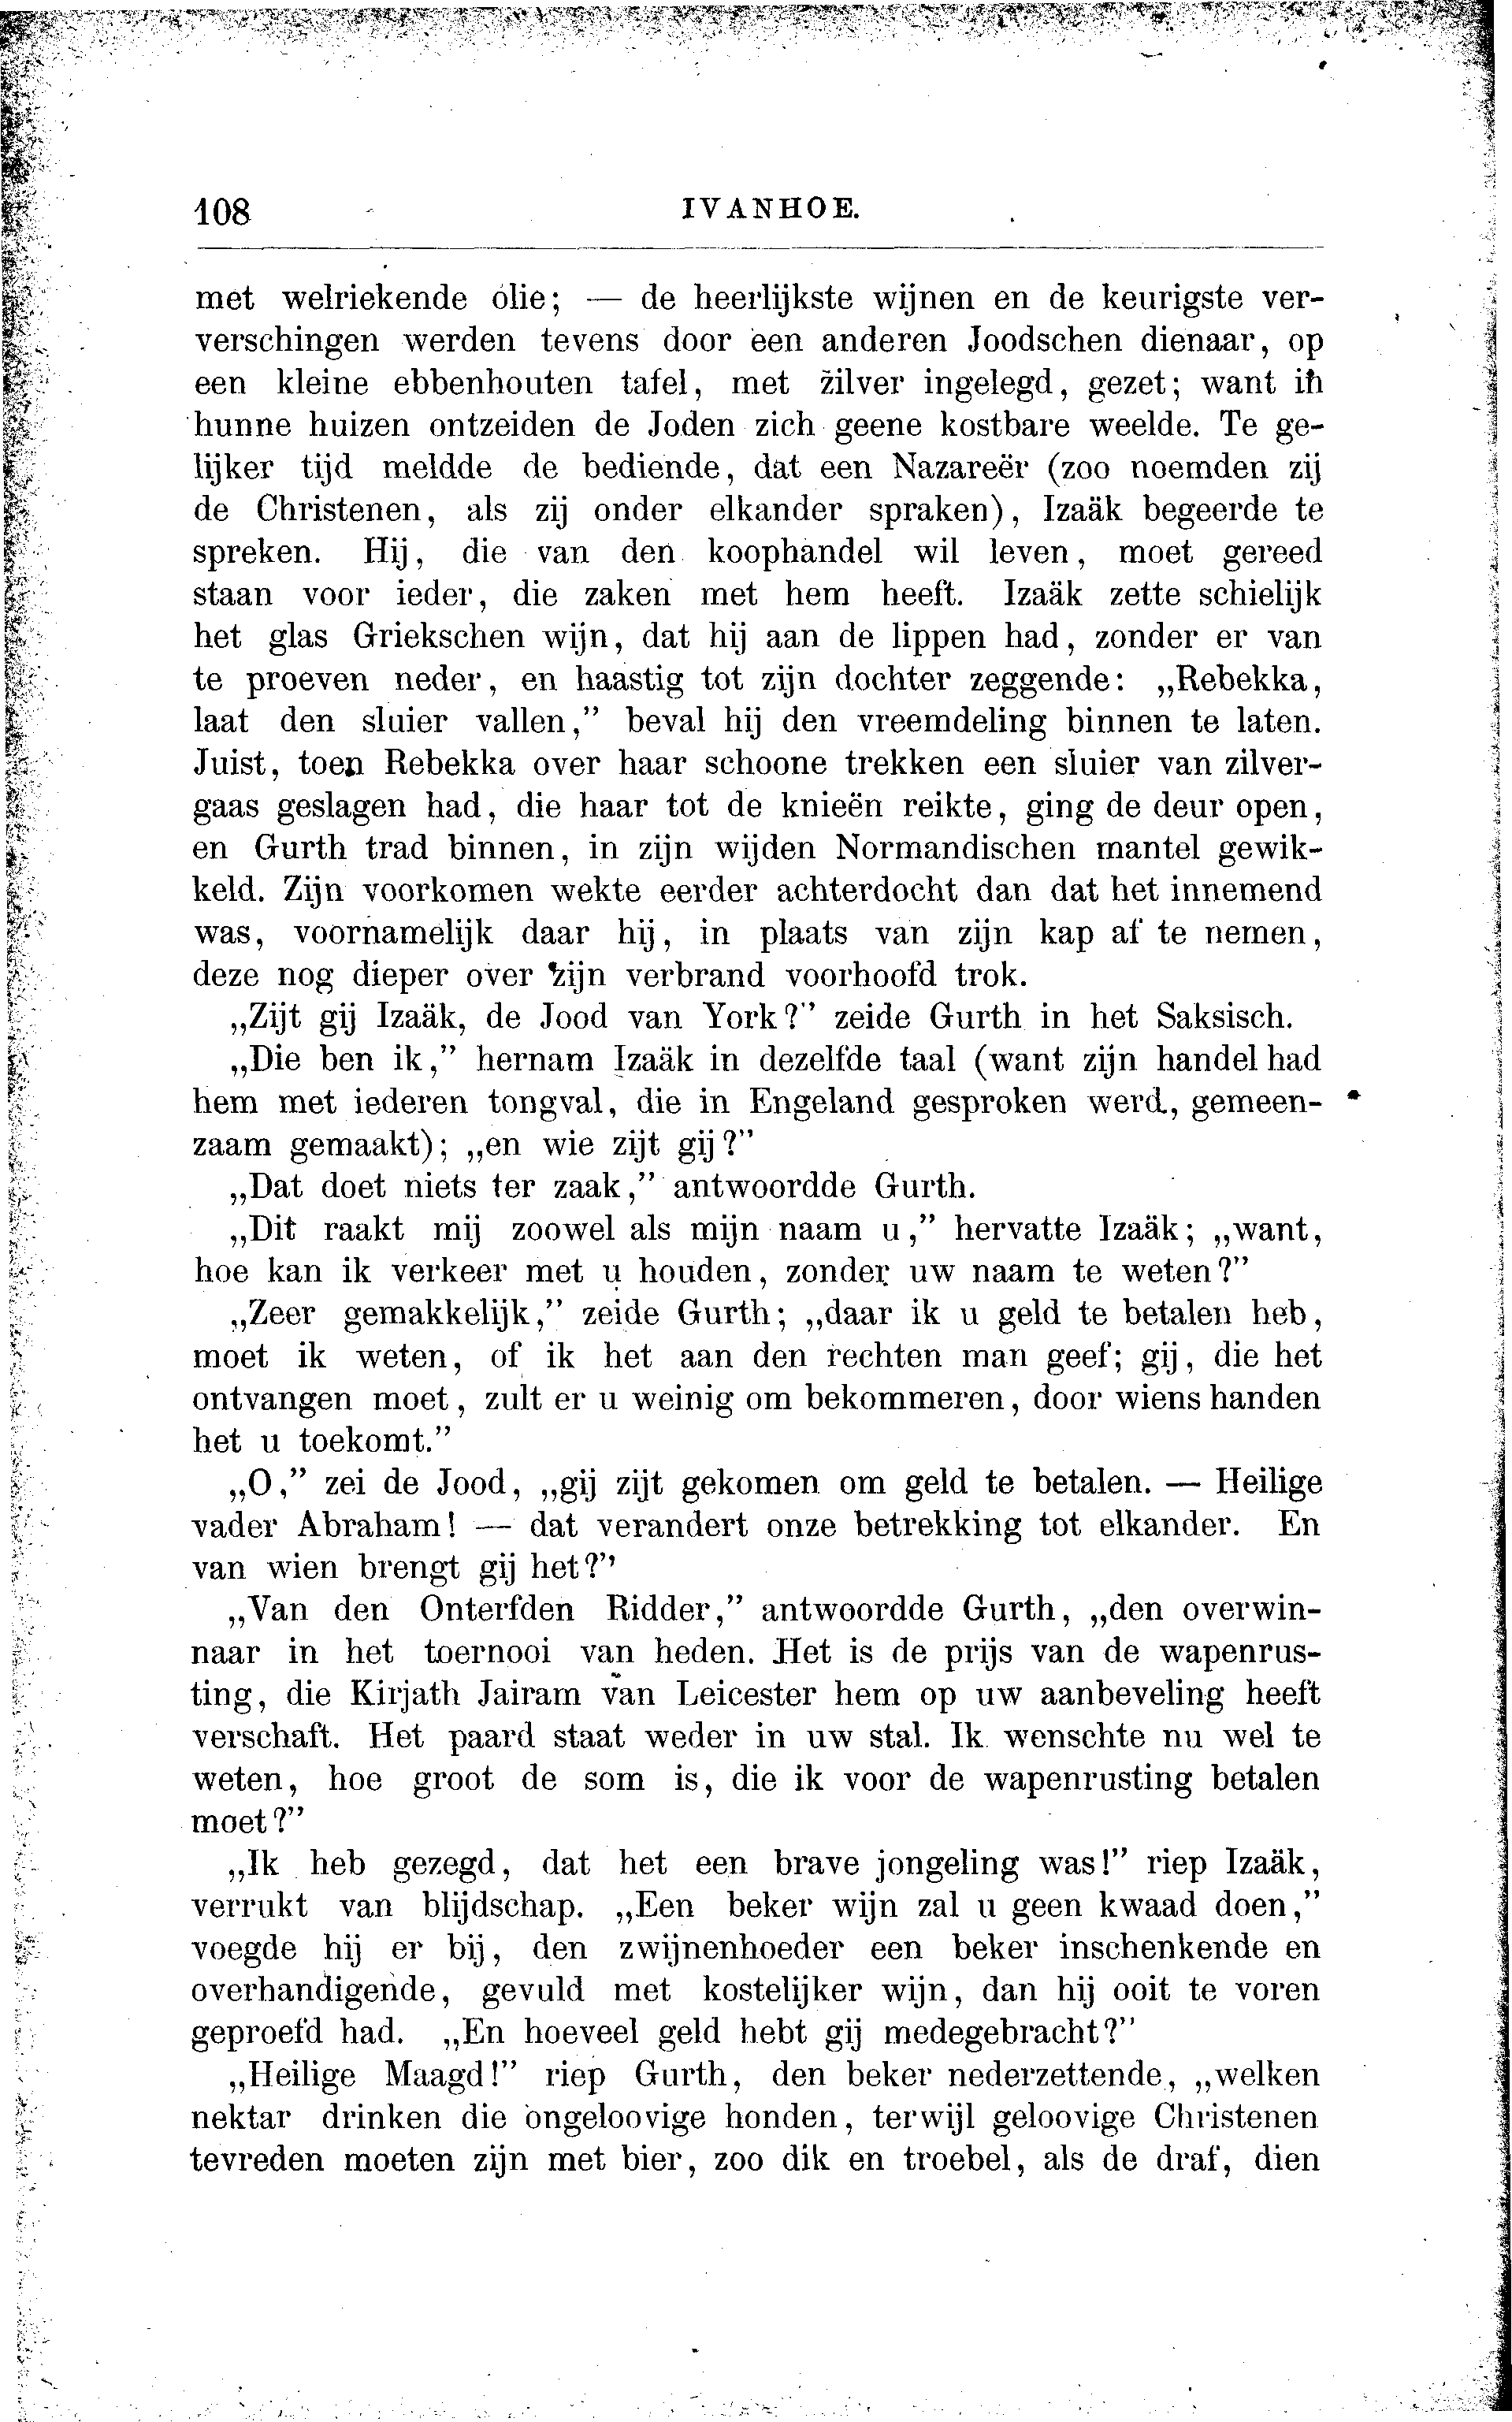 108 IVANHOE.
met welriekende olie; — de heerlijkste wijnen en de keurigste ver-
verschingen werden tevens door een anderen Joodschen dienaar, op
een kleine ebbenhouten tafel, met zilver ingelegd, gezet; want in
hunne huizen ontzeiden de Joden zich geene kostbare weelde. Te ge-
lijker tijd meldde de bediende, dat een Nazareër (zoo noemden zij
de Christenen, als zij onder elkander spraken), Izaäk begeerde te
spreken. Hij, die van den koophandel wil leven, moet gereed
staan voor ieder, die zaken met hem heeft. Izaäk zette schielijk
het glas Griekschen wijn, dat hij aan de lippen had, zonder er van
te proeven neder, en haastig tot zijn dochter zeggende: „Rebekka,
laat den sluier vallen,” beval hij den vreemdeling binnen te laten.
Juist, toen Rebekka over haar schoone trekken een sluier van zilver-
gaas geslagen had, die haar tot de knieën reikte, ging de deur open,
en Gurth trad binnen, in zijn wijden Normandischen mantel gewik-
keld. Zijn voorkomen wekte eerder achterdocht dan dat het innemend
was, voornamelijk daar hij, in plaats van zijn kap af te nemen,
deze nog dieper over zijn verbrand voorhoofd trok.
„Zijt gij Izaäk, de Jood van York?” zeide Gurth in het Saksisch.
„Die ben ik,” hernam Izaäk in dezelfde taal (want zijn handel had
hem met iederen tongval, die in Engeland gesproken werd, gemeen-
zaam gemaakt); „en wie zijt gij?”
„Dat doet niets ter zaak,” antwoordde Gurth.
„Dit raakt mij zoowel als mijn naam u,” hervatte Izaäk; „want,
hoe kan ik verkeer met u houden, zonder uw naam te weten?”
„Zeer gemakkelijk,” zeide Gurth; „daar ik u geld te betalen heb,
moet ik weten, of ik het aan den rechten man geef; gij, die het
ontvangen moet, zult er u weinig om bekommeren, door wiens handen
het u toekomt.”
„O,” zei de Jood, „gij zijt gekomen om geld te betalen. — Heilige
vader Abraham! — dat verandert onze betrekking tot elkander. En
van wien brengt gij het?”
„Van den Onterfden Ridder,” antwoordde Gurth, „den overwin-
naar in het toernooi van heden. Het is de prijs van de wapenrus-
ting, die Kirjath Jairam van Leicester hem op uw aanbeveling heeft
verschaft. Het paard staat weder in uw stal. Ik wenschte nu wel te
weten, hoe groot de som is, die ik voor de wapenrusting betalen
moet?”
„Ik heb gezegd, dat het een brave jongeling was!” riep Izaäk,
verrukt van blijdschap. „Een beker wijn zal u geen kwaad doen,”
voegde hij er bij, den zwijnenhoeder een beker inschenkende en
overhandigende, gevuld met kostelijker wijn, dan hij ooit te voren
geproefd had. „En hoeveel geld hebt gij medegebracht?”
„Heilige Maagd!” riep Gurth, den beker nederzettende, „welken
nektar drinken die ongeloovige honden, terwijl geloovige Christenen
tevreden moeten zijn met bier, zoo dik en troebel, als de draf, dien